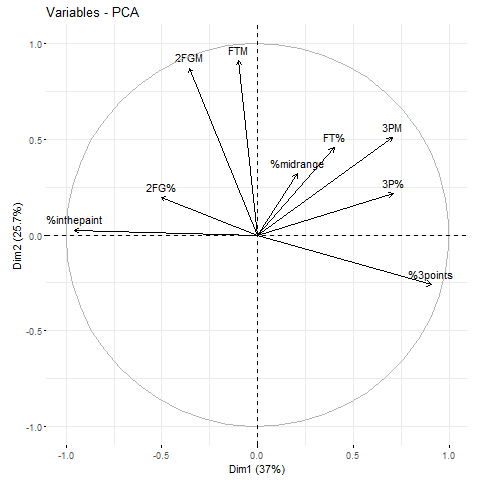 Variables - PCA
1.0
0.5
0.0
-0.5
-1.0
Dim2 (25.7%)
2FGM
FTM
3PM
FT%
%midrange
3P%
2FG%
%inthepaint
%3points
-1.0
-0.5
0.0
0.5
1.0
Dim1 (37%)